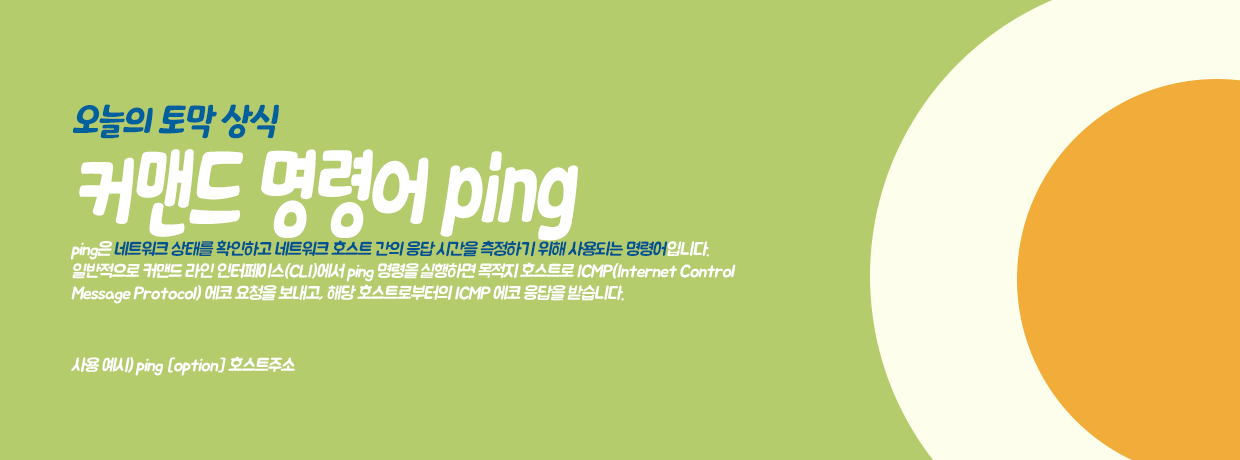 오늘의 토막 상식
커맨드 명령어 ping
ping은 네트워크 상태를 확인하고 네트워크 호스트 간의 응답 시간을 측정하기 위해 사용되는 명령어입니다.
일반적으로 커맨드 라인 인터페이스(CLI)에서 ping 명령을 실행하면 목적지 호스트로 ICMP(Internet Control
Message Protocol) 에코 요청을 보내고, 해당 호스트로부터의 ICMP 에코 응답을 받습니다.
사용 예시) ping [option] 호스트주소